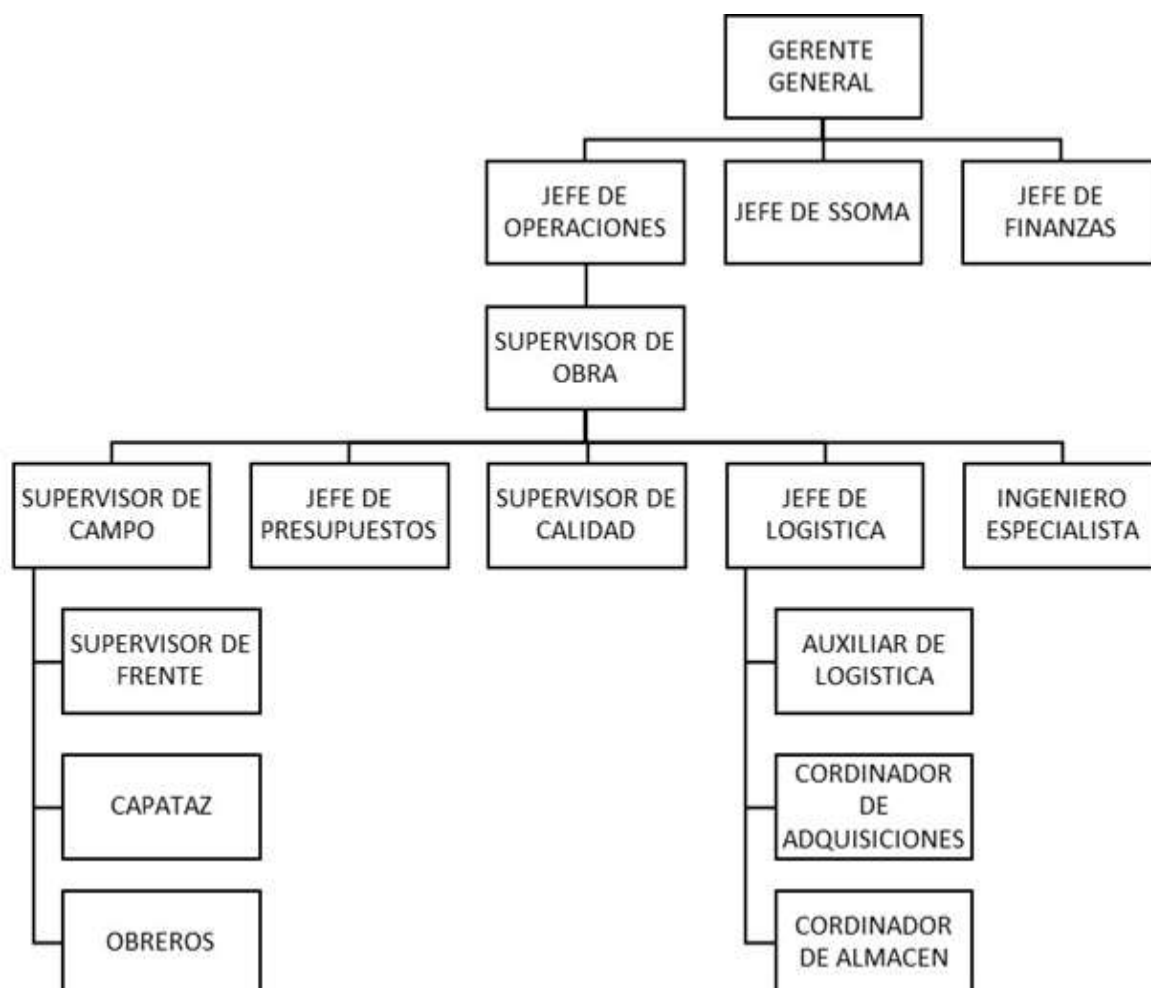 GERENTE
GENERAL
JEFE DE
OPERACIONES
JEFE DE SSOMA
JEFE DE
FINANZAS
SUPERVISOR DE
OBRA
SUPERVISOR DE
CAMPO
JEFE DE
PRESUPUESTOS
SUPERVISOR DE
CALIDAD
JEFE DE
LOGISTICA
INGENIERO
ESPECIALISTA
SUPERVISOR DE
FRENTE
CAPATAZ
OBREROS
AUXILIAR DE
LOGISTICA
CORDINADOR
DE
ADQUISICIONES
CORDINADOR
DE ALMACEN